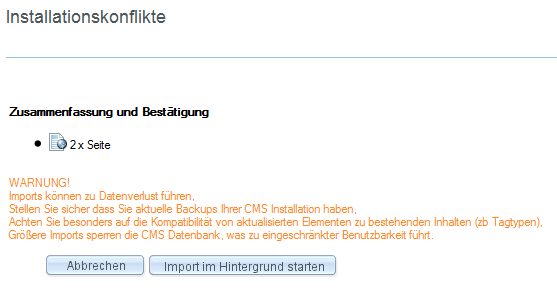 Installationskonflikte
Zusammenfassung und Bestätigung
2 x Seite
WARNUNG!
Imports können zu Datenverlust führen,
Stellen Sie sicher dass Sie aktuelle Backups Ihrer CMS Installation haben,
Achten Sie besonders auf die Kompatibilität von aktualisierten Elementen zu bestehenden Inhalten (zb Tagtypen),
Größere Imports sperren die CMS Datenbank, was zu eingeschränkter Benutzbarkeit führt.
Abbrechen Import im Hintergrund starten